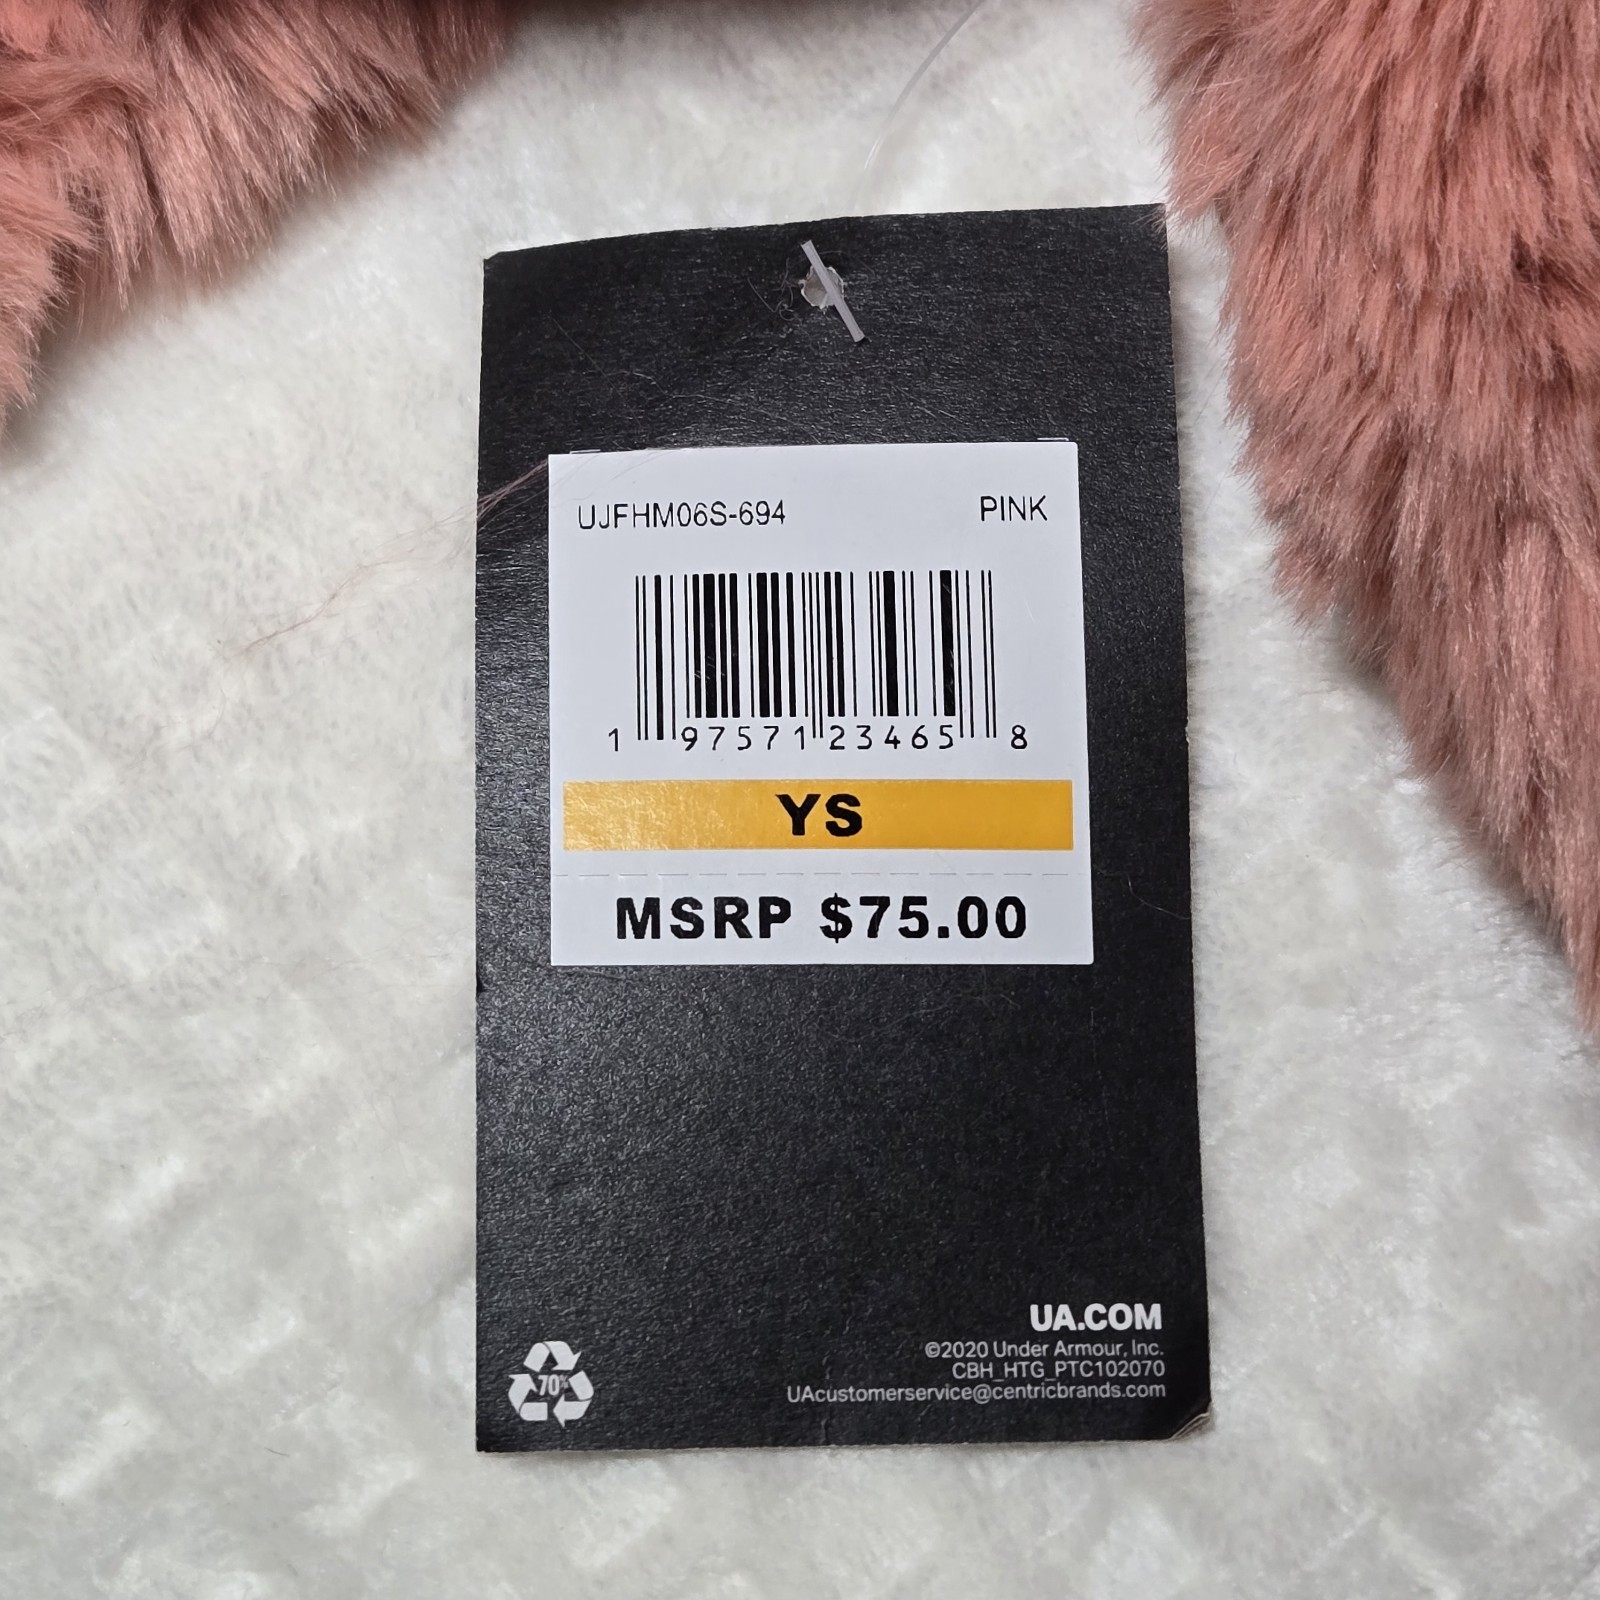 UJFHM06S-694 PINK
1 97571 23465 8
YS
MSRP $75.00
UA.COM
©2020 Under Armour, Inc.
CBH_HTG_PTC102070
UAcustomerservice@centricbrands.com
70%